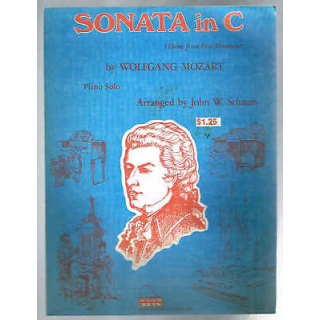 SONATA in C
(Theme from First Movement)
by WOLFGANG MOZART
Piano Solo
Arranged by John W. Schaum
$1.25